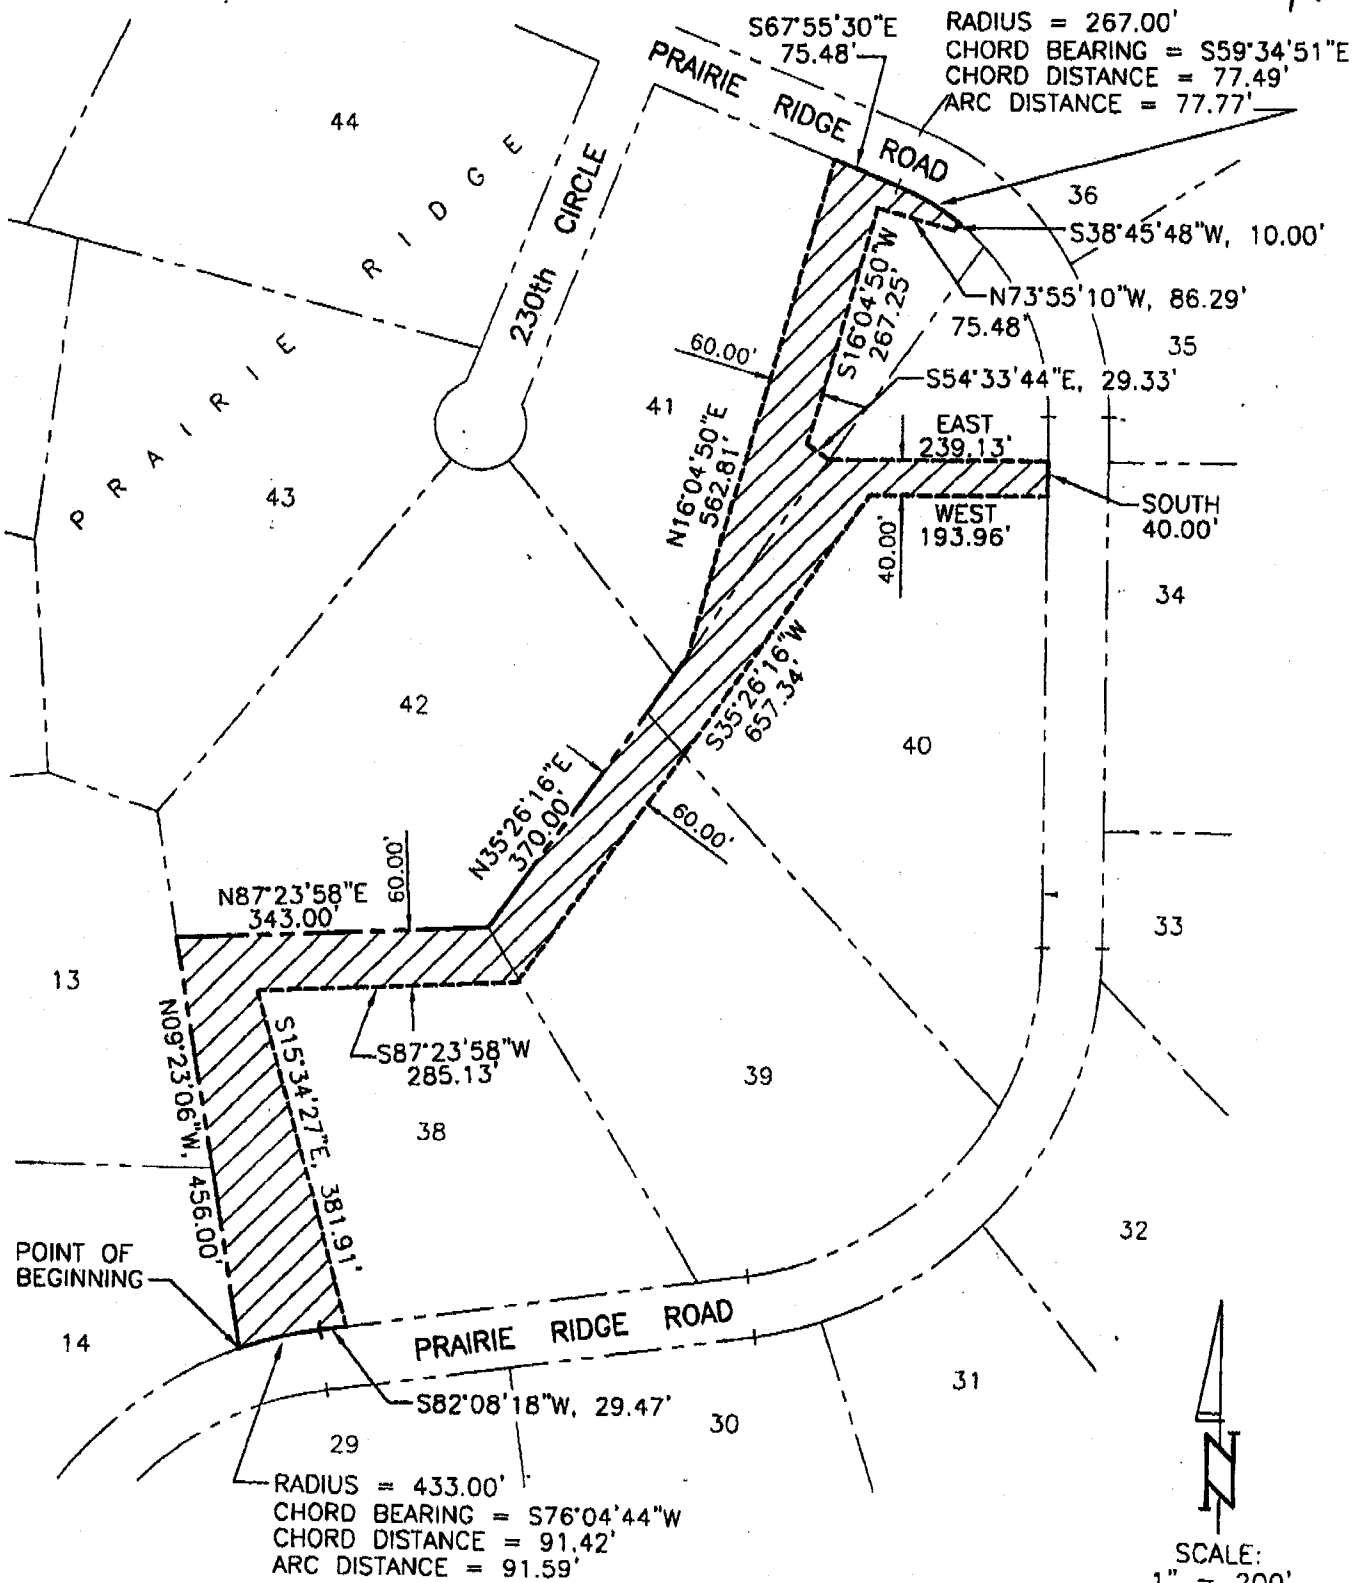 S67°55'30"E
75.48'
RADIUS = 267.00'
CHORD BEARING = S59°34'51"E
CHORD DISTANCE = 77.49'
ARC DISTANCE = 77.77'
PRAIRIE RIDGE ROAD
44
PRAIRIE RIDGE
230th CIRCLE
36
S38°45'48"W, 10.00'
N73°55'10"W, 86.29'
75.48'
S16°04'50"W
267.25'
35
60.00'
S54°33'44"E, 29.33'
41
EAST
239.13'
N16°04'50"E
562.81'
43
SOUTH
40.00'
WEST
193.96'
40.00'
34
S35°26'16"W
657.34'
42
40
N35°26'16"E
370.00'
60.00'
60.00'
N87°23'58"E
343.00'
33
13
N09°23'06"W, 456.00'
S15°34'27"E, 381.91'
S87°23'58"W
285.13'
39
38
32
POINT OF
BEGINNING
14
PRAIRIE RIDGE ROAD
31
S82°08'18"W, 29.47'
30
29
RADIUS = 433.00'
CHORD BEARING = S76°04'44"W
CHORD DISTANCE = 91.42'
ARC DISTANCE = 91.59'
N
SCALE:
1" = 200'